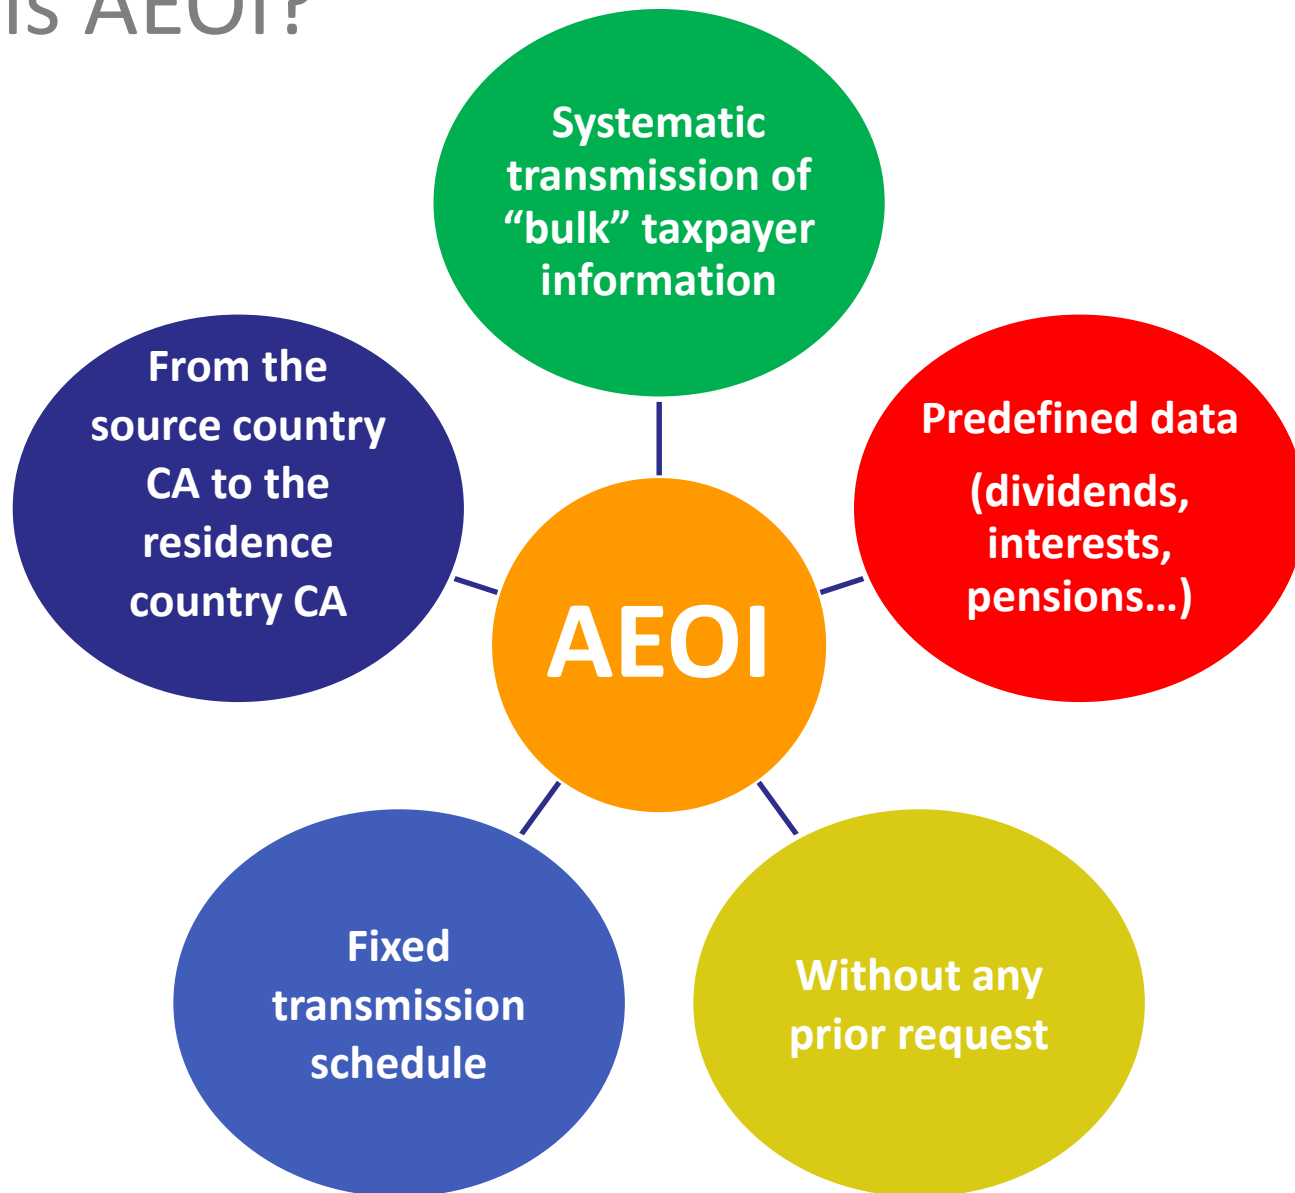 is AEOI?
Systematic
transmission of
“bulk” taxpayer
information
Predefined data
(dividends,
interests,
pensions…)
Without any
prior request
Fixed
transmission
schedule
From the
source country
CA to the
residence
country CA
AEOI